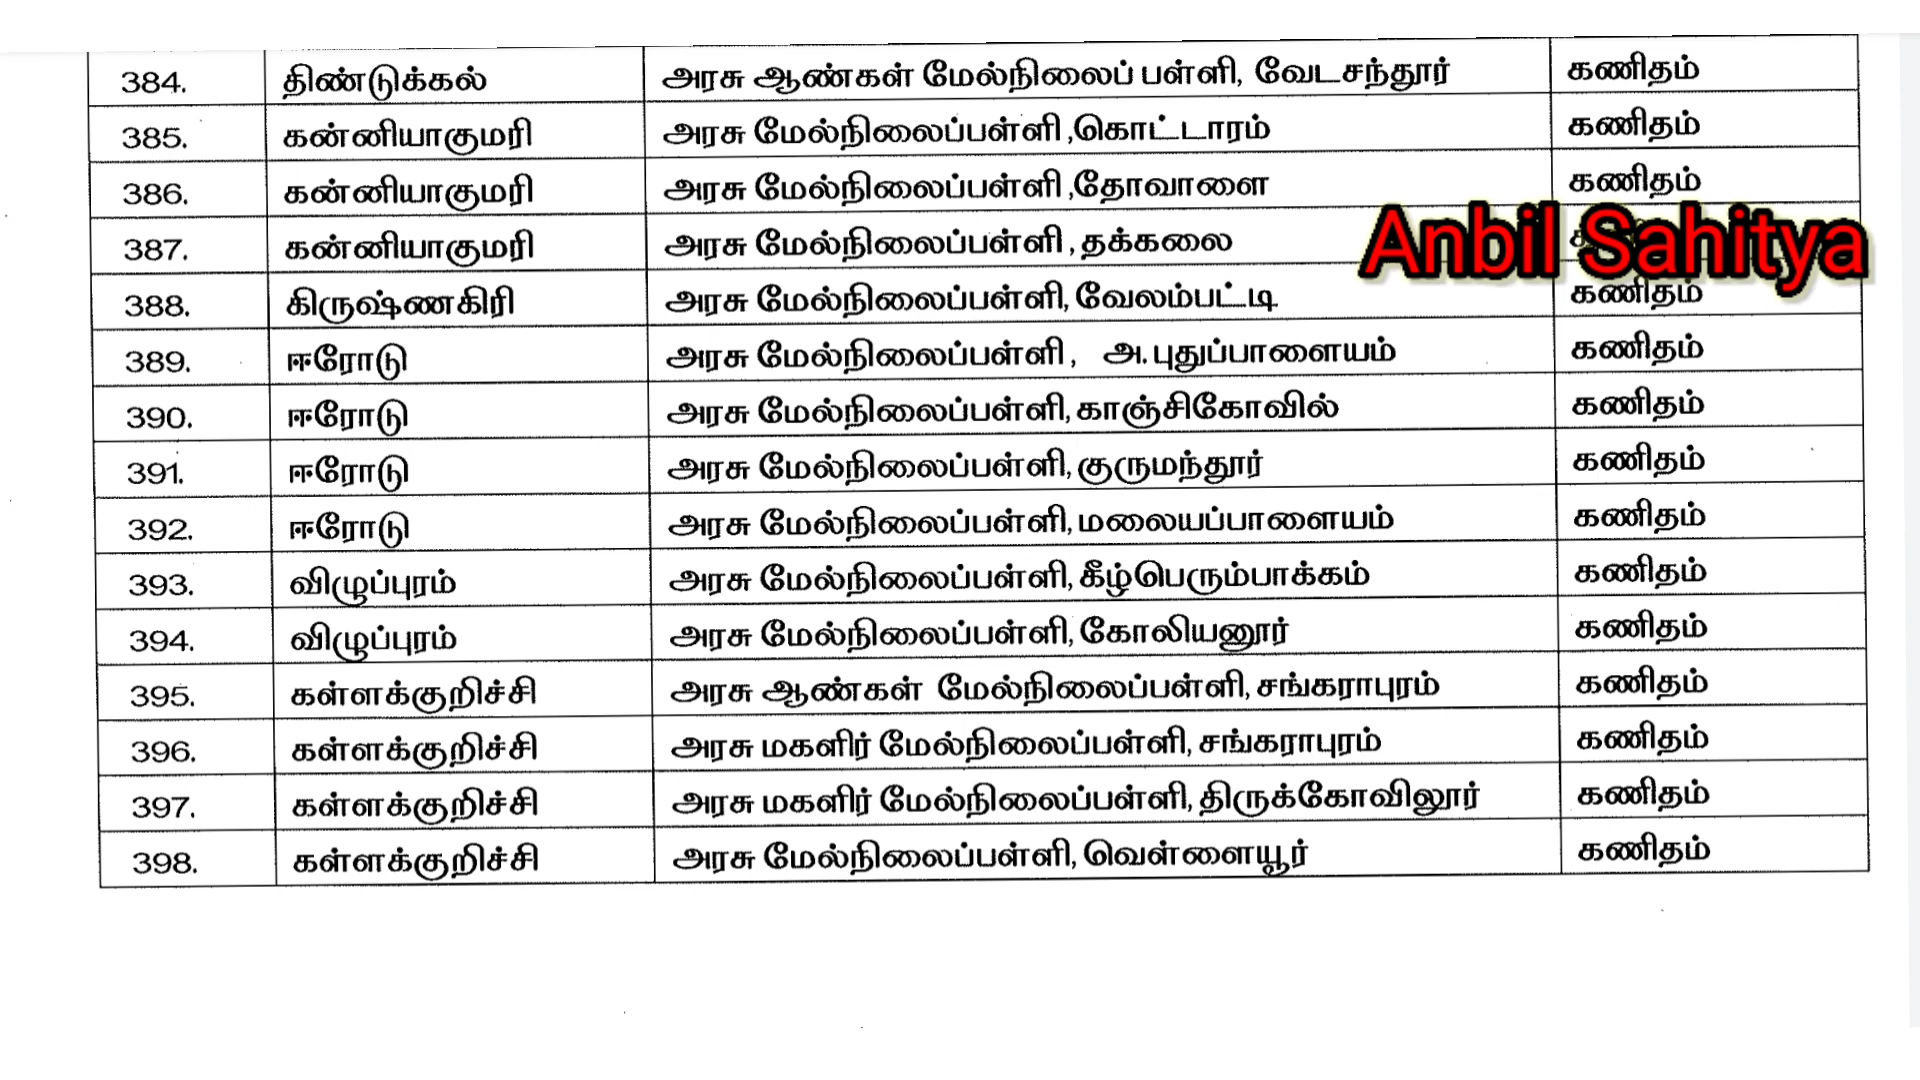 384. திண்டுக்கல் அரசு ஆண்கள் மேல்நிலைப் பள்ளி, வேடசந்தூர் கணிதம்
385. கன்னியாகுமரி அரசு மேல்நிலைப்பள்ளி ,கொட்டாரம் கணிதம்
386. கன்னியாகுமரி அரசு மேல்நிலைப்பள்ளி ,தோவாளை கணிதம்
387. கன்னியாகுமரி அரசு மேல்நிலைப்பள்ளி , தக்கலை
Anbil Sahitya
388. கிருஷ்ணகிரி அரசு மேல்நிலைப்பள்ளி, வேலம்பட்டி கணிதம்
389. ஈரோடு அரசு மேல்நிலைப்பள்ளி, அ.புதுப்பாளையம் கணிதம்
390. ஈரோடு அரசு மேல்நிலைப்பள்ளி, காஞ்சிகோவில் கணிதம்
391. ஈரோடு அரசு மேல்நிலைப்பள்ளி, குருமந்தூர் கணிதம்
392. ஈரோடு அரசு மேல்நிலைப்பள்ளி, மலையப்பாளையம் கணிதம்
393. விழுப்புரம் அரசு மேல்நிலைப்பள்ளி, கீழ்பெரும்பாக்கம் கணிதம்
394. விழுப்புரம் அரசு மேல்நிலைப்பள்ளி, கோலியனூர் கணிதம்
395. கள்ளக்குறிச்சி அரசு ஆண்கள் மேல்நிலைப்பள்ளி, சங்கராபுரம் கணிதம்
396. கள்ளக்குறிச்சி அரசு மகளிர் மேல்நிலைப்பள்ளி, சங்கராபுரம் கணிதம்
397. கள்ளக்குறிச்சி அரசு மகளிர் மேல்நிலைப்பள்ளி, திருக்கோவிலூர் கணிதம்
398. கள்ளக்குறிச்சி அரசு மேல்நிலைப்பள்ளி, வெள்ளையூர் கணிதம்